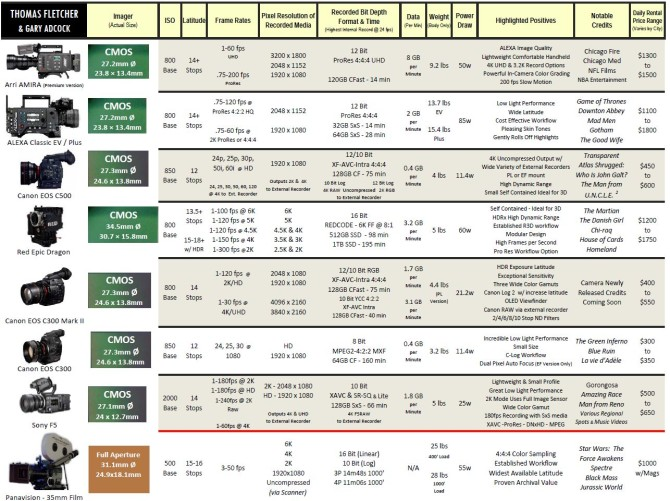 THOMAS FLETCHER
& GARY ADCOCK
Imager
(Actual Size)
ISO
Latitude
Frame Rates
Pixel Resolution of
Recorded Media
Recorded Bit Depth
Format & Time
(Highest Internal Record @ 24 fps)
Data
(Per Min)
Weight
(Body Only)
Power
Draw
Highlighted Positives
Notable
Credits
Daily Rental
Price Range
(Varies by City)
Arri AMIRA (Premium Version)
CMOS
27.2mm Ø
23.8 × 13.4mm
800
Base
14+
Stops
1-60 fps
UHD
.75-200 fps
ProRes
3200 x 1800
2048 x 1152
1920 x 1080
12 Bit
ProRes 4:4:4 UHD
120GB CFast - 14 min
8 GB
per
Minute
9.2 lbs
50w
ALEXA Image Quality
Lightweight Comfortable Handheld
4K UHD & 3.2K Record Options
Powerful In-Camera Color Grading
200 fps Slow Motion
Chicago Fire
Chicago Med
NFL Films
NBA Entertainment
$1300
to
$1500
ALEXA Classic EV / Plus
CMOS
27.2mm Ø
23.8 × 13.4mm
800
Base
14+
Stops
.75-120 fps @
ProRes 4:2:2 HQ
.75-60 fps @
2K ProRes or 4:4:4
2048 x 1152
1920 x 1080
12 Bit
ProRes 4:4:4
32GB SxS - 14 min
64GB SxS - 28 min
2 GB
per
Minute
13.7 lbs
EV
15.4 lbs
Plus
85w
Low Light Performance
Wide Latitude
Cost Effective Workflow
Pleasing Skin Tones
Gently Rolls Off Highlights
Game of Thrones
Downton Abbey
Mad Men
Gotham
The Good Wife
$1100
to
$1800
Canon EOS C500
CMOS
27.3mm Ø
24.6 x 13.8mm
850
Base
12
Stops
24p, 25p, 30p,
50i, 60i @ HD
24, 25, 30, 50, 60, 120
@ 4K to Ext. Recorder
1920 x 1080
Outputs 2K & 4K
to External Recorder
12/10 Bit
XF-AVC-Intra 4:4:4
128GB CF - 75 min
10 Bit Log 12 Bit Log
4K RAW Uncompressed 2K RGB
to External Recorder
0.4 GB
per
Minute
4 lbs
11.4w
4K Uncompressed Output w/
Wide Variety of External Recorders
PL or EF mount
High Dynamic Range
Small Self Contained Ideal for 3D
Transparent
Atlas Shrugged:
Who is John Galt?
The Man from
U.N.C.L.E. ²
$450
to
$600
Red Epic Dragon
CMOS
34.5mm Ø
30.7 × 15.8mm
800
Base
13.5+
Stops
15-18+
w/ HDR
1-100 fps @ 6K
1-120 fps @ 5K
1-120 fps @ 4.5K
1-150 fps @ 4K
1-300 fps @2K
6K
5K
4.5K & 4K
3.5K & 3K
2.5K & 2K
16 Bit
REDCODE - 6K FF @ 8:1
512GB SSD - 98 min
1TB SSD - 195 min
3.2 GB
per
Minute
5 lbs
60w
Self Contained - Ideal for 3D
HDRx High Dynamic Range
Established R3D workflow
Modular Design
High Frames per Second
Pro Res Workflow Option
The Martian
The Danish Girl
Chi-raq
House of Cards
Homeland
$1200
to
$1750
Canon EOS C300 Mark II
CMOS
27.3mm Ø
24.6 x 13.8mm
800
Base
14
Stops
1-120 fps @
2K/HD
1-30 fps @
4K/UHD
2048 x 1080
1920 x 1080
4096 x 2160
3840 x 2160
12/10 Bit RGB
XF-AVC-Intra 4:4:4
128GB CFast - 75 min
10 Bit YCC 4:2:2
XF-AVC Intra
128GB CFast - 40 min
1.7 GB
per
Minute
3.1 GB
per
Minute
4.4 lbs
(PL
Version)
21.2w
HDR Exposure Latitude
Exceptional Sensitivity
Three Wide Color Gamuts
Canon Log 2 w/ increase latitude
OLED Viewfinder
Canon RAW via external recorder
2/4/6/8/10 Stop ND Filters
Camera Newly
Released Credits
Coming Soon
$400
to
$550
Canon EOS C300
CMOS
27.3mm Ø
24.6 x 13.8mm
850
Base
12
Stops
24, 25, 30 @
1080
HD
1920 x 1080
8 Bit
MPEG2-4:2:2 MXF
64GB CF - 160 min
0.4 GB
per
Minute
3.2 lbs
11.4w
Incredible Low Light Performance
Small Size
C-Log Workflow
Dual Pixel Auto Focus (EF Version Only)
The Green Inferno
Blue Ruin
La vie d'Adèle
$300
to
$350
Sony F5
CMOS
27.1mm Ø
24 x 12.7mm
2000
Base
14
Stops
1-180fps @ 2K
1-180fps @ HD
1-240fps @ 2K
Raw
1-60fps @ 4K
2K - 2048 x 1080
HD - 1920 x 1080
Outputs 4K & UHD
to External Recorder
10 Bit
XAVC & SR-SQ & Lite
128GB SxS - 66 min
4K FSRAW
to External Recorder
1.8 GB
per
Minute
5 lbs
25w
Lightweight & Small Profile
Great Low Light Performance
2K Mode Uses Full Image Sensor
Wide Color Gamut
180fps Recording with SxS media
XAVC -ProRes - DNxHD - MPEG
Gorongosa
Amazing Race
Man from Reno
Various Regional
Spots & Music Videos
$500
to
$650
Panavision - 35mm Film
Full Aperture
31.1mm Ø
24.9x18.1mm
500
Base
15-16
Stops
3-50 fps
6K
4K
2K
1920x1080
Uncompressed
(via Scanner)
16 Bit (Linear)
10 Bit (Log)
3P 14m48s 1000'
4P 11m06s 1000'
N/A
25 lbs
400' Load
28 lbs
1000'
Load
55w
4:4:4 Color Sampling
Established Workflow
Widest Available Latitude
Proven Archival Value
Star Wars: The
Force Awakens
Spectre
Black Mass
Jurassic World
$1000
w/Mags